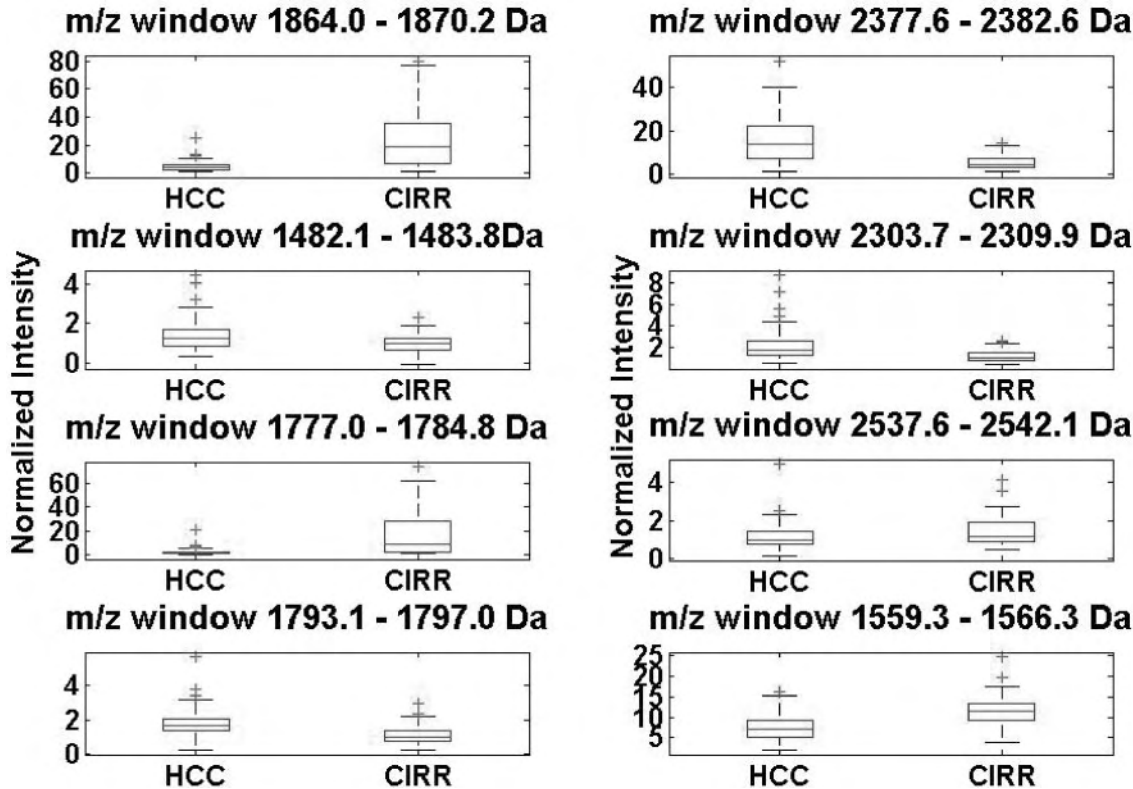 m/z window 1864.0 - 1870.2 Da
80
60
40
20
0
HCC CIRR
m/z window 2377.6 - 2382.6 Da
40
20
0
HCC CIRR
m/z window 1482.1 - 1483.8Da
4
2
0
HCC CIRR
m/z window 2303.7 - 2309.9 Da
8
6
4
2
HCC CIRR
Normalized Intensity
Normalized Intensity
m/z window 1777.0 - 1784.8 Da
60
40
20
0
HCC CIRR
m/z window 2537.6 - 2542.1 Da
4
2
0
HCC CIRR
m/z window 1793.1 - 1797.0 Da
4
2
0
HCC CIRR
m/z window 1559.3 - 1566.3 Da
25
20
15
10
5
HCC CIRR